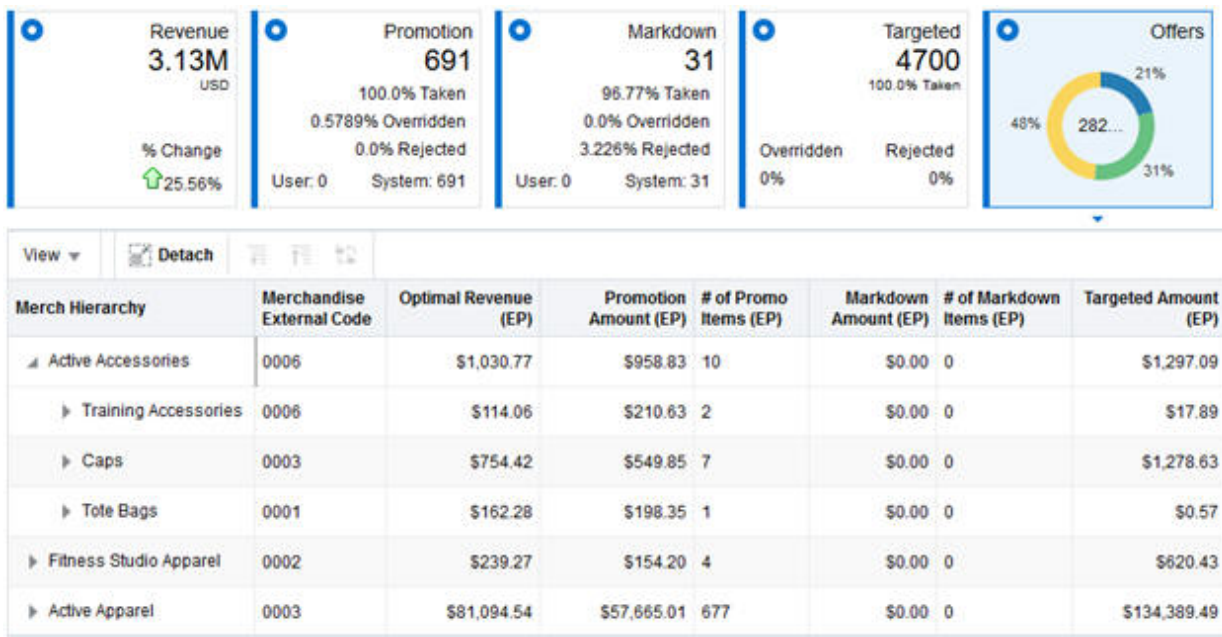 Revenue
3.13M
USD
% Change
25.56%
Promotion
691
100.0% Taken
0.5789% Overridden
0.0% Rejected
User: 0 System: 691
Markdown
31
96.77% Taken
0.0% Overridden
3.226% Rejected
User: 0 System: 31
Targeted
4700
100.0% Taken
Overridden Rejected
0% 0%
Offers
21%
48%
282...
31%
View Detach
Merch Hierarchy Merchandise External Code Optimal Revenue (EP) Promotion Amount (EP) # of Promo Items (EP) Markdown Amount (EP) # of Markdown Items (EP) Targeted Amount (EP)
Active Accessories 0006 $1,030.77 $958.83 10 $0.00 0 $1,297.09
Training Accessories 0006 $114.06 $210.63 2 $0.00 0 $17.89
Caps 0003 $754.42 $549.85 7 $0.00 0 $1,278.63
Tote Bags 0001 $162.28 $198.35 1 $0.00 0 $0.57
Fitness Studio Apparel 0002 $239.27 $154.20 4 $0.00 0 $620.43
Active Apparel 0003 $81,094.54 $57,665.01 677 $0.00 0 $134,389.49